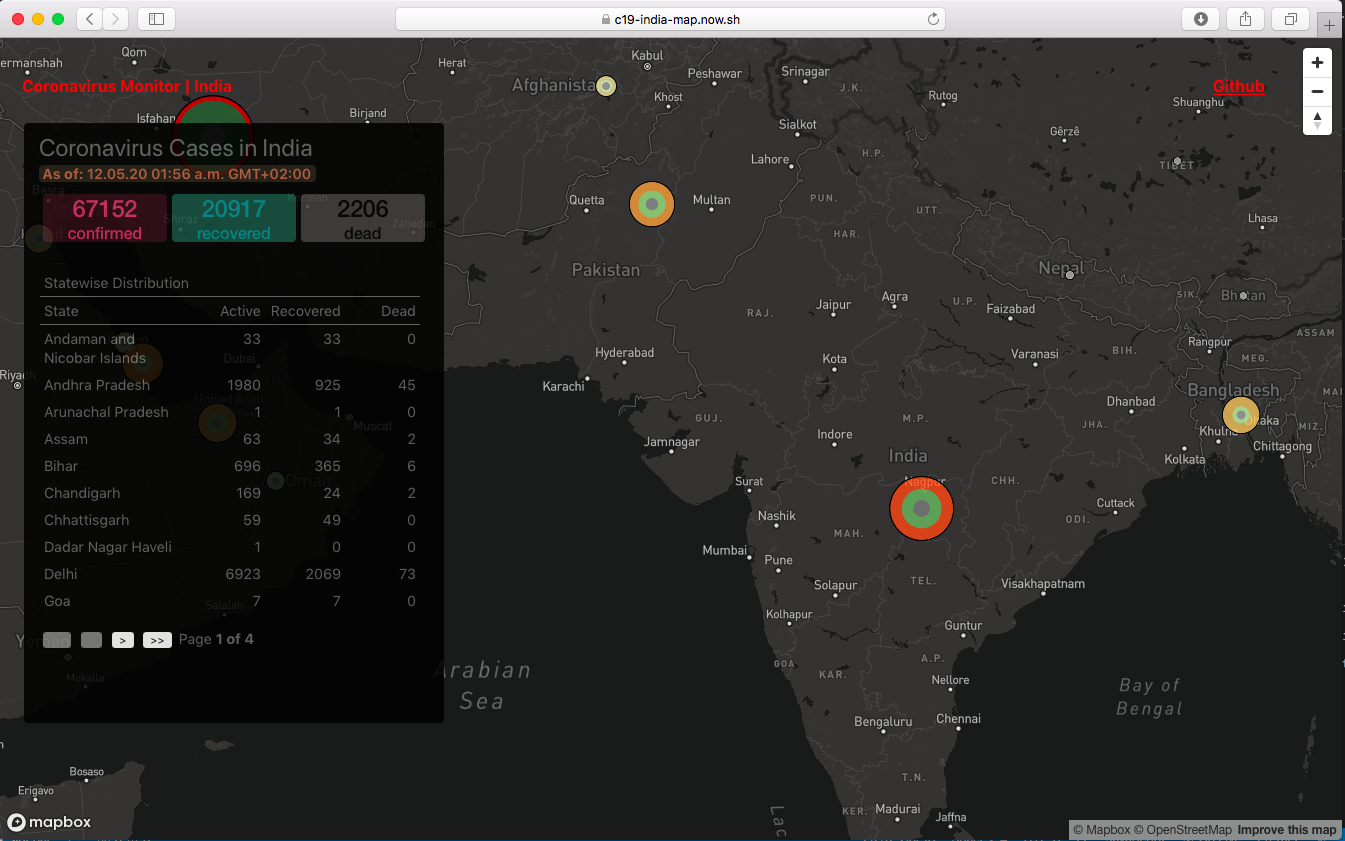 c19-india-map.now.sh
Coronavirus Monitor | India
Github
Coronavirus Cases in India
As of: 12.05.20 01:56 a.m. GMT+02:00
67152 20917 2206
confirmed recovered dead
Statewise Distribution
State Active Recovered Dead
Andaman and
Nicobar Islands 33 33 0
Andhra Pradesh 1980 925 45
Arunachal Pradesh 1 1 0
Assam 63 34 2
Bihar 696 365 6
Chandigarh 169 24 2
Chhattisgarh 59 49 0
Dadar Nagar Haveli 1 0 0
Delhi 6923 2069 73
Goa 7 7 0
> >> Page 1 of 4
Qom
Isfahan
Birjand
Basra
Shiraz
Kerman
Zahedan
Dubai
United Arab
Muscat
Oman
Salalah
Yemen
Mukalla
Bosaso
Erigavo
Herat
Kabul
Afghanista
Khost
Peshawar
Srinagar
J.K.
Rutog
Shuanghu
Gêrzê
TIBET
Sialkot
Lahore
H.P.
Quetta
Multan
PUN.
UTT.
Lhasa
HAR.
Pakistan
Nepal
SIK.
Bhutan
Jaipur
Agra
U.P.
Faizabad
RAJ.
ASSAM
Rangpur
Hyderabad
Kota
Varanasi
BIH.
MEG.
Karachi
Bangladesh
Dhanbad
GUJ.
M.P.
JHA.
Dhaka
Khulna
MIZ.
Jamnagar
Indore
Chittagong
Kolkata
India
Surat
Nagpur
CHH.
Nashik
Cuttack
MAH.
ODI.
Mumbai
Pune
Solapur
TEL.
Visakhapatnam
Kolhapur
Guntur
GOA
A.P.
KAR.
Nellore
Arabian
Sea
Bay of
Bengal
Bengaluru
Chennai
T.N.
KER.
Madurai
Jaffna
Lac
mapbox
© Mapbox © OpenStreetMap Improve this map